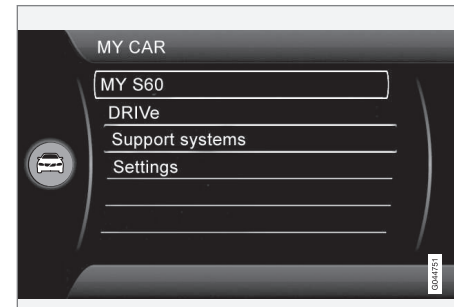 MY CAR
MY S60
DRIVe
Support systems
Settings
G044751